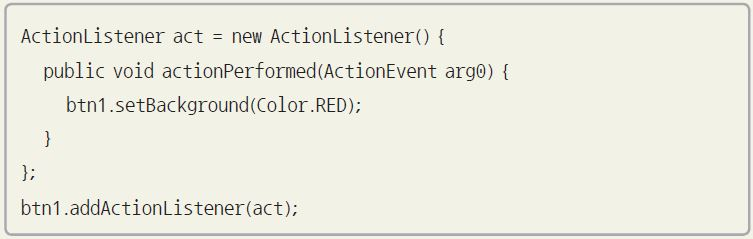 ActionListener act = new ActionListener() {
public void actionPerformed(ActionEvent arg0) {
btn1.setBackground(Color.RED);
}
};
btn1.addActionListener(act);